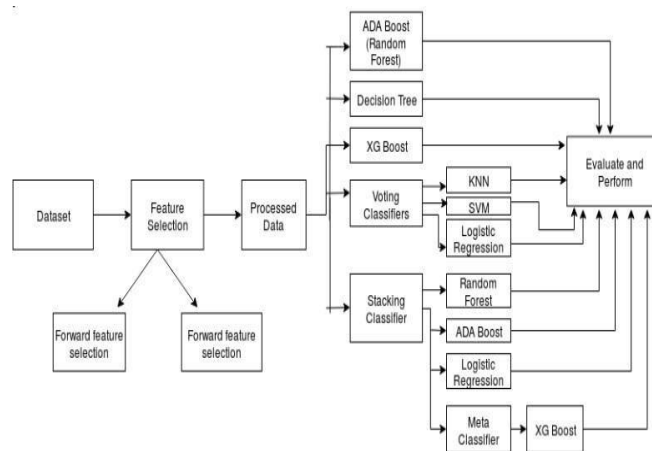 ADA Boost
(Random
Forest)
Decision Tree
XG Boost
Evaluate and
Perform
KNN
Dataset
Feature
Selection
Processed
Data
Voting
Classifiers
SVM
Logistic
Regression
Stacking
Classifier
Random
Forest
Forward feature
selection
Forward feature
selection
ADA Boost
Logistic
Regression
Meta
Classifier
XG Boost